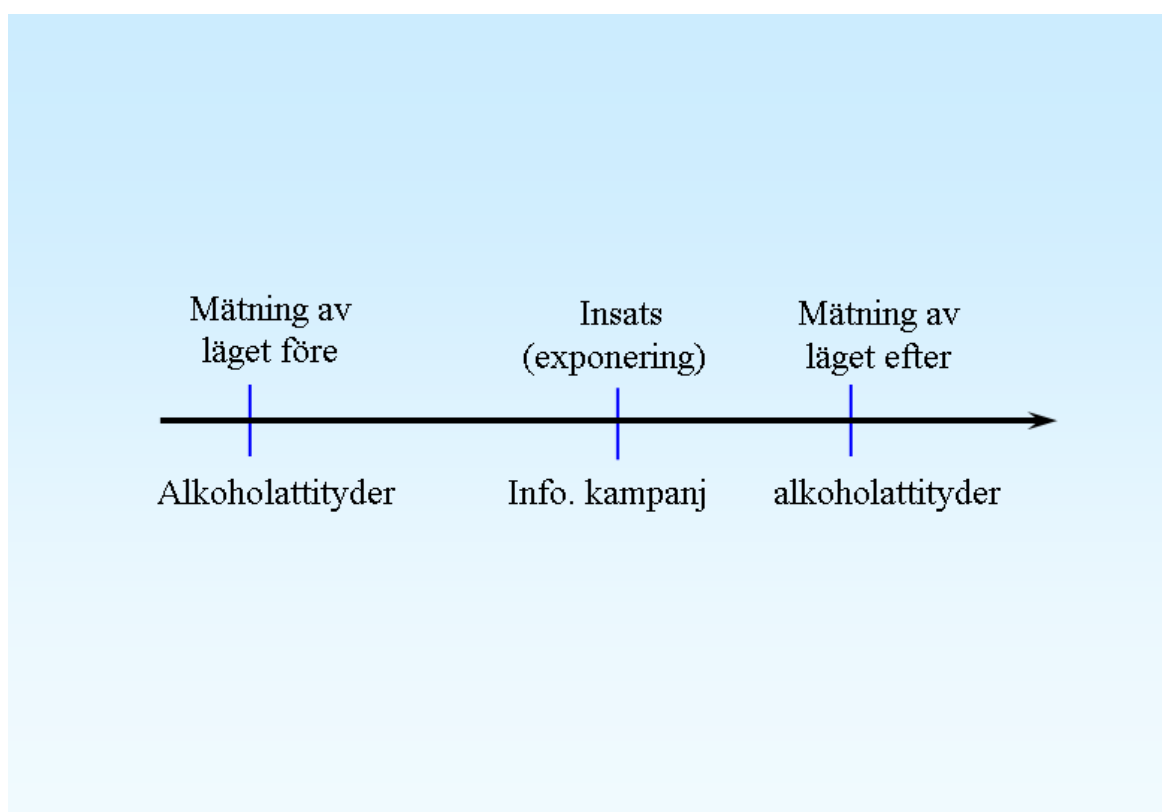 Mätning av
läget före
Insats
(exponering)
Mätning av
läget efter
Alkoholattityder
Info. kampanj
alkoholattityder